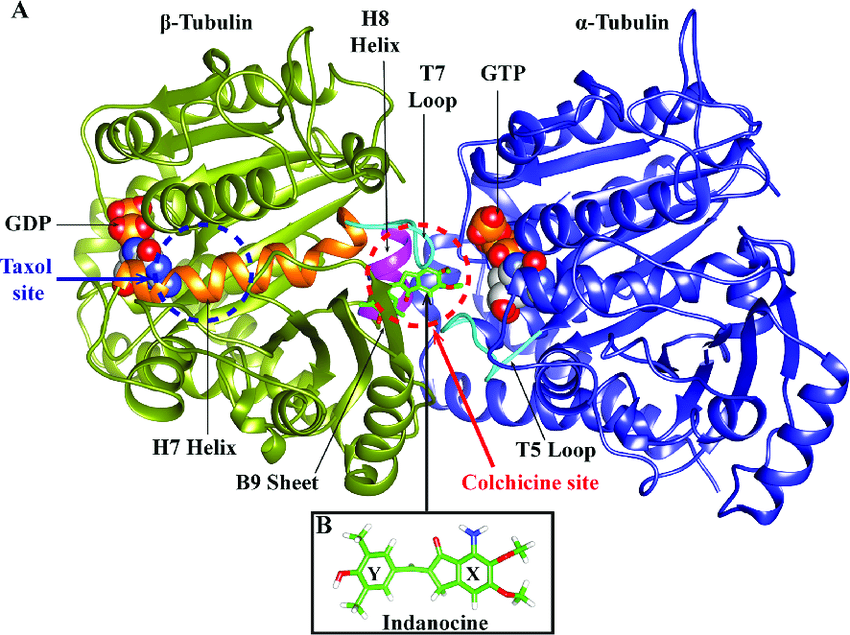 A
β-Tubulin
H8
Helix
α-Tubulin
T7
Loop
GTP
GDP
Taxol
site
H7 Helix
B9 Sheet
T5 Loop
Colchicine site
B
Y
X
Indanocine